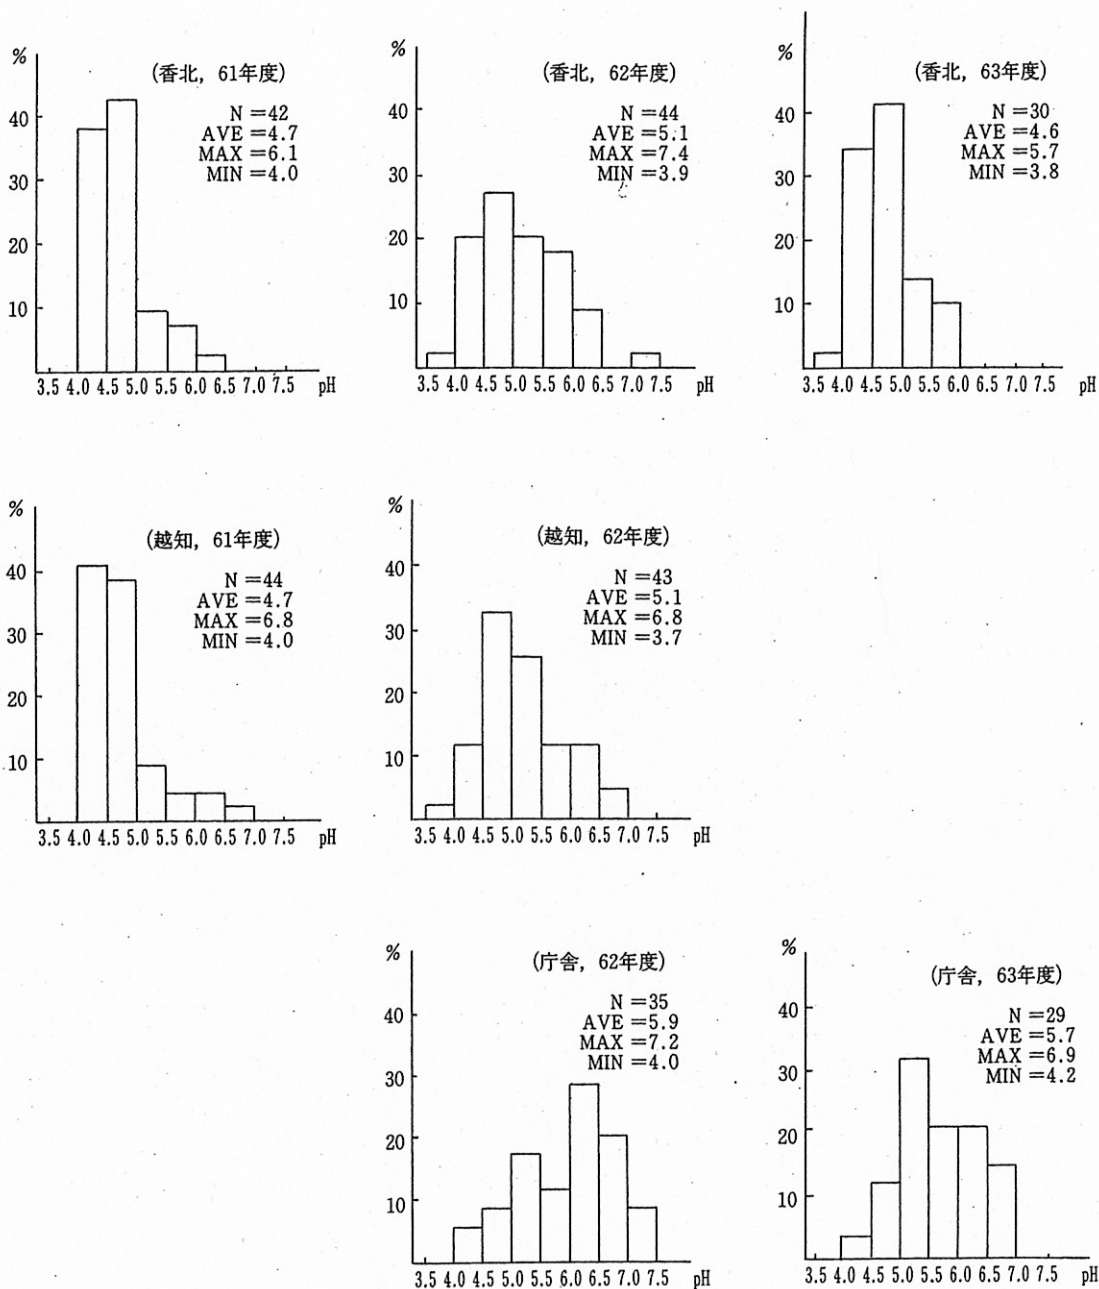 %
(香北, 61年度)
N =42
AVE =4.7
MAX =6.1
MIN =4.0
40
30
20
10
3.5 4.0 4.5 5.0 5.5 6.0 6.5 7.0 7.5 pH
%
(香北, 62年度)
N =44
AVE =5.1
MAX =7.4
MIN =3.9
40
30
20
10
3.5 4.0 4.5 5.0 5.5 6.0 6.5 7.0 7.5 pH
%
(香北, 63年度)
N =30
AVE =4.6
MAX =5.7
MIN =3.8
40
30
20
10
3.5 4.0 4.5 5.0 5.5 6.0 6.5 7.0 7.5 pH
%
(越知, 61年度)
N =44
AVE =4.7
MAX =6.8
MIN =4.0
40
30
20
10
3.5 4.0 4.5 5.0 5.5 6.0 6.5 7.0 7.5 pH
%
(越知, 62年度)
N =43
AVE =5.1
MAX =6.8
MIN =3.7
40
30
20
10
3.5 4.0 4.5 5.0 5.5 6.0 6.5 7.0 7.5 pH
%
(庁舎, 62年度)
N =35
AVE =5.9
MAX =7.2
MIN =4.0
40
30
20
10
3.5 4.0 4.5 5.0 5.5 6.0 6.5 7.0 7.5 pH
%
(庁舎, 63年度)
N =29
AVE =5.7
MAX =6.9
MIN =4.2
40
30
20
10
3.5 4.0 4.5 5.0 5.5 6.0 6.5 7.0 7.5 pH